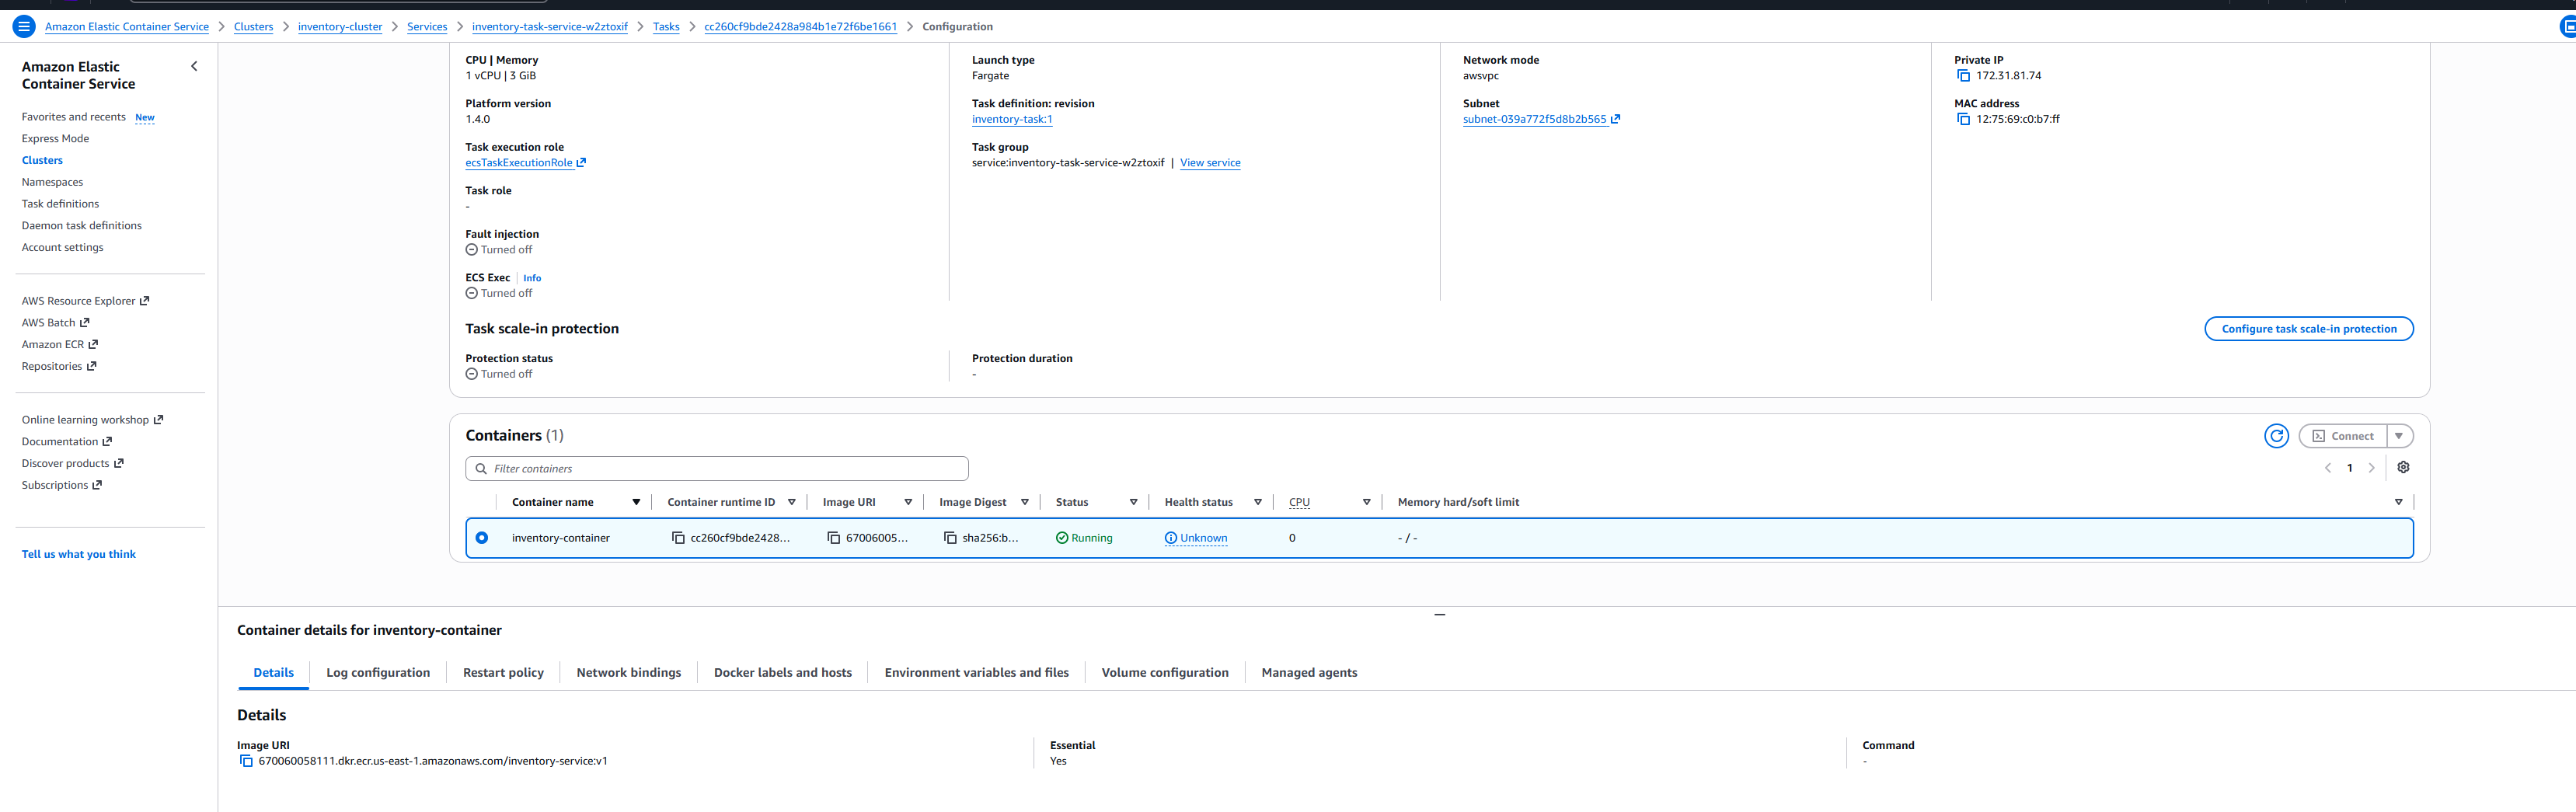 Amazon Elastic Container Service > Clusters > inventory-cluster > Services > inventory-task-service-w2ztoxif > Tasks > cc260cf9bde2428a984b1e72f6be1661 > Configuration
Amazon Elastic
Container Service
Favorites and recents New
Express Mode
Clusters
Namespaces
Task definitions
Daemon task definitions
Account settings
AWS Resource Explorer
AWS Batch
Amazon ECR
Repositories
Online learning workshop
Documentation
Discover products
Subscriptions
Tell us what you think
CPU | Memory
1 vCPU | 3 GiB
Platform version
1.4.0
Task execution role
ecsTaskExecutionRole
Task role
-
Fault injection
Turned off
ECS Exec | Info
Turned off
Launch type
Fargate
Task definition: revision
inventory-task:1
Task group
service:inventory-task-service-w2ztoxif | View service
Network mode
awsvpc
Subnet
subnet-039a772f5d8b2b565
Private IP
172.31.81.74
MAC address
12:75:69:c0:b7:ff
Task scale-in protection
Configure task scale-in protection
Protection status
Turned off
Protection duration
-
Containers (1)
Connect
Filter containers
1
Container name Container runtime ID Image URI Image Digest Status Health status CPU Memory hard/soft limit
inventory-container cc260cf9bde2428... 67006005... sha256:b... Running Unknown 0 - / -
Container details for inventory-container
Details Log configuration Restart policy Network bindings Docker labels and hosts Environment variables and files Volume configuration Managed agents
Details
Image URI
670060058111.dkr.ecr.us-east-1.amazonaws.com/inventory-service:v1
Essential
Yes
Command
-